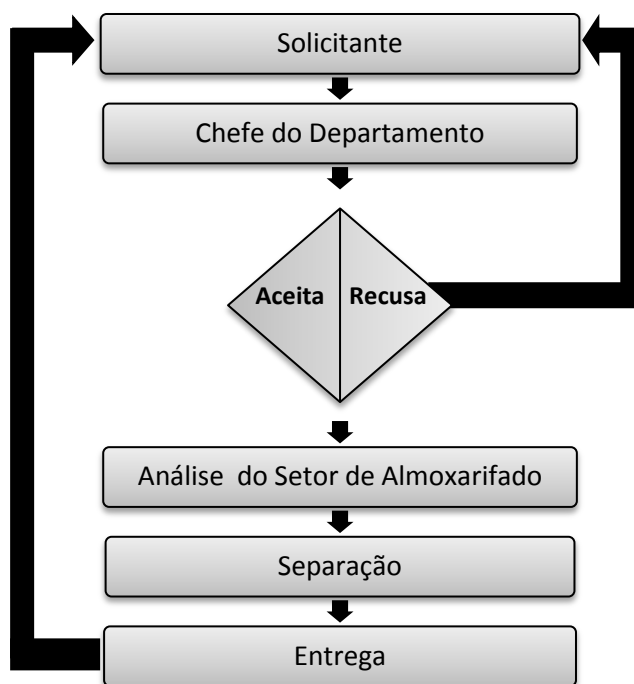 Solicitante
Chefe do Departamento
Aceita
Recusa
Análise do Setor de Almoxarifado
Separação
Entrega